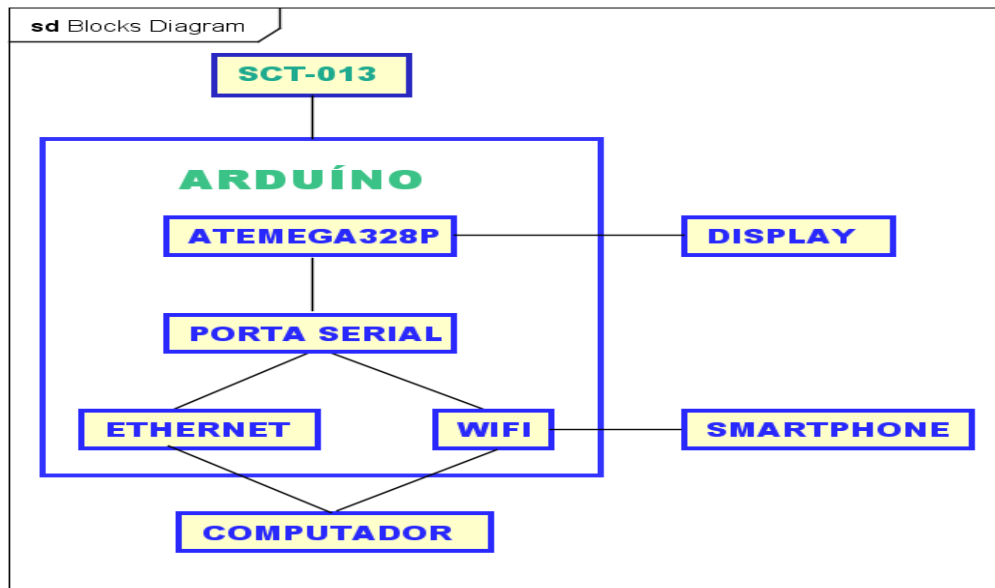 sd Blocks Diagram
SCT-013
ARDUÍNO
ATEMEGA328P
DISPLAY
PORTA SERIAL
ETHERNET
WIFI
SMARTPHONE
COMPUTADOR